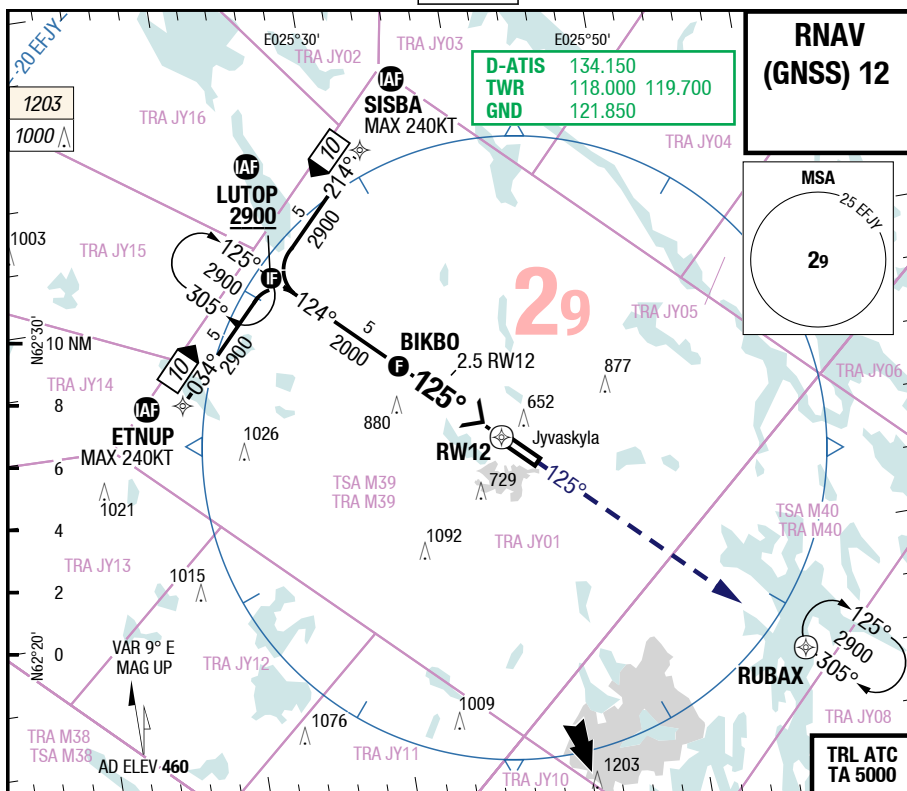 20 EFJY
E025°30'
E025°50'
RNAV
(GNSS) 12
TRA JY02
TRA JY03
D-ATIS 134.150
TWR 118.000 119.700
GND 121.850
IAF
SISBA
MAX 240KT
1203
1000
TRA JY16
TRA JY04
10
214°
IAF
LUTOP
2900
5
2900
MSA
25 EFJY
29
1003
TRA JY15
125°
2900
305°
IF
29
TRA JY05
124°
5
2000
N62°30'
10 NM
5
2900
BIKBO
F
125°
2.5 RW12
877
TRA JY06
10
034°
TRA JY14
8
IAF
ETNUP
MAX 240KT
880
652
1026
RW12
Jyvaskyla
6
125°
TSA M39
TRA M39
729
1021
TSA M40
TRA M40
4
1092
TRA JY01
TRA JY13
1015
2
125°
2900
305°
N62°20'
0
VAR 9° E
MAG UP
TRA JY12
RUBAX
1009
TRA JY08
1076
TRA M38
TSA M38
TRA JY11
AD ELEV 460
1203
TRA JY10
TRL ATC
TA 5000